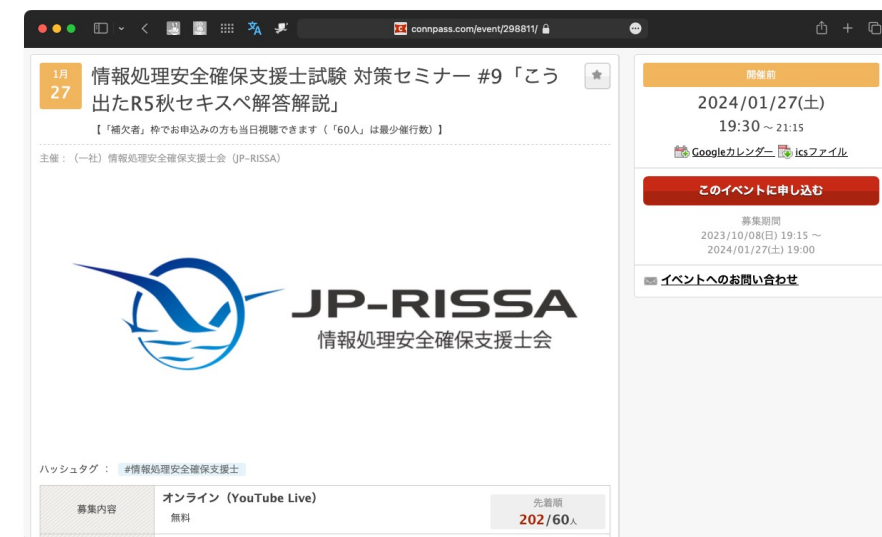 connpass.com/event/298811/
1月
27
情報処理安全確保支援士試験 対策セミナー #9「こう
出たR5秋セキスペ解答解説」
【「補欠者」枠でお申込みの方も当日視聴できます（「60人」は最少催行数）】
主催：（一社）情報処理安全確保支援士会（JP-RISSA）
JP-RISSA
情報処理安全確保支援士会
ハッシュタグ ： #情報処理安全確保支援士
募集内容
オンライン（YouTube Live）
無料
先着順
202/60人
開催前
2024/01/27(土)
19:30 ~ 21:15
Googleカレンダー icsファイル
このイベントに申し込む
募集期間
2023/10/08(日) 19:15 〜
2024/01/27(土) 19:00
イベントへのお問い合わせ